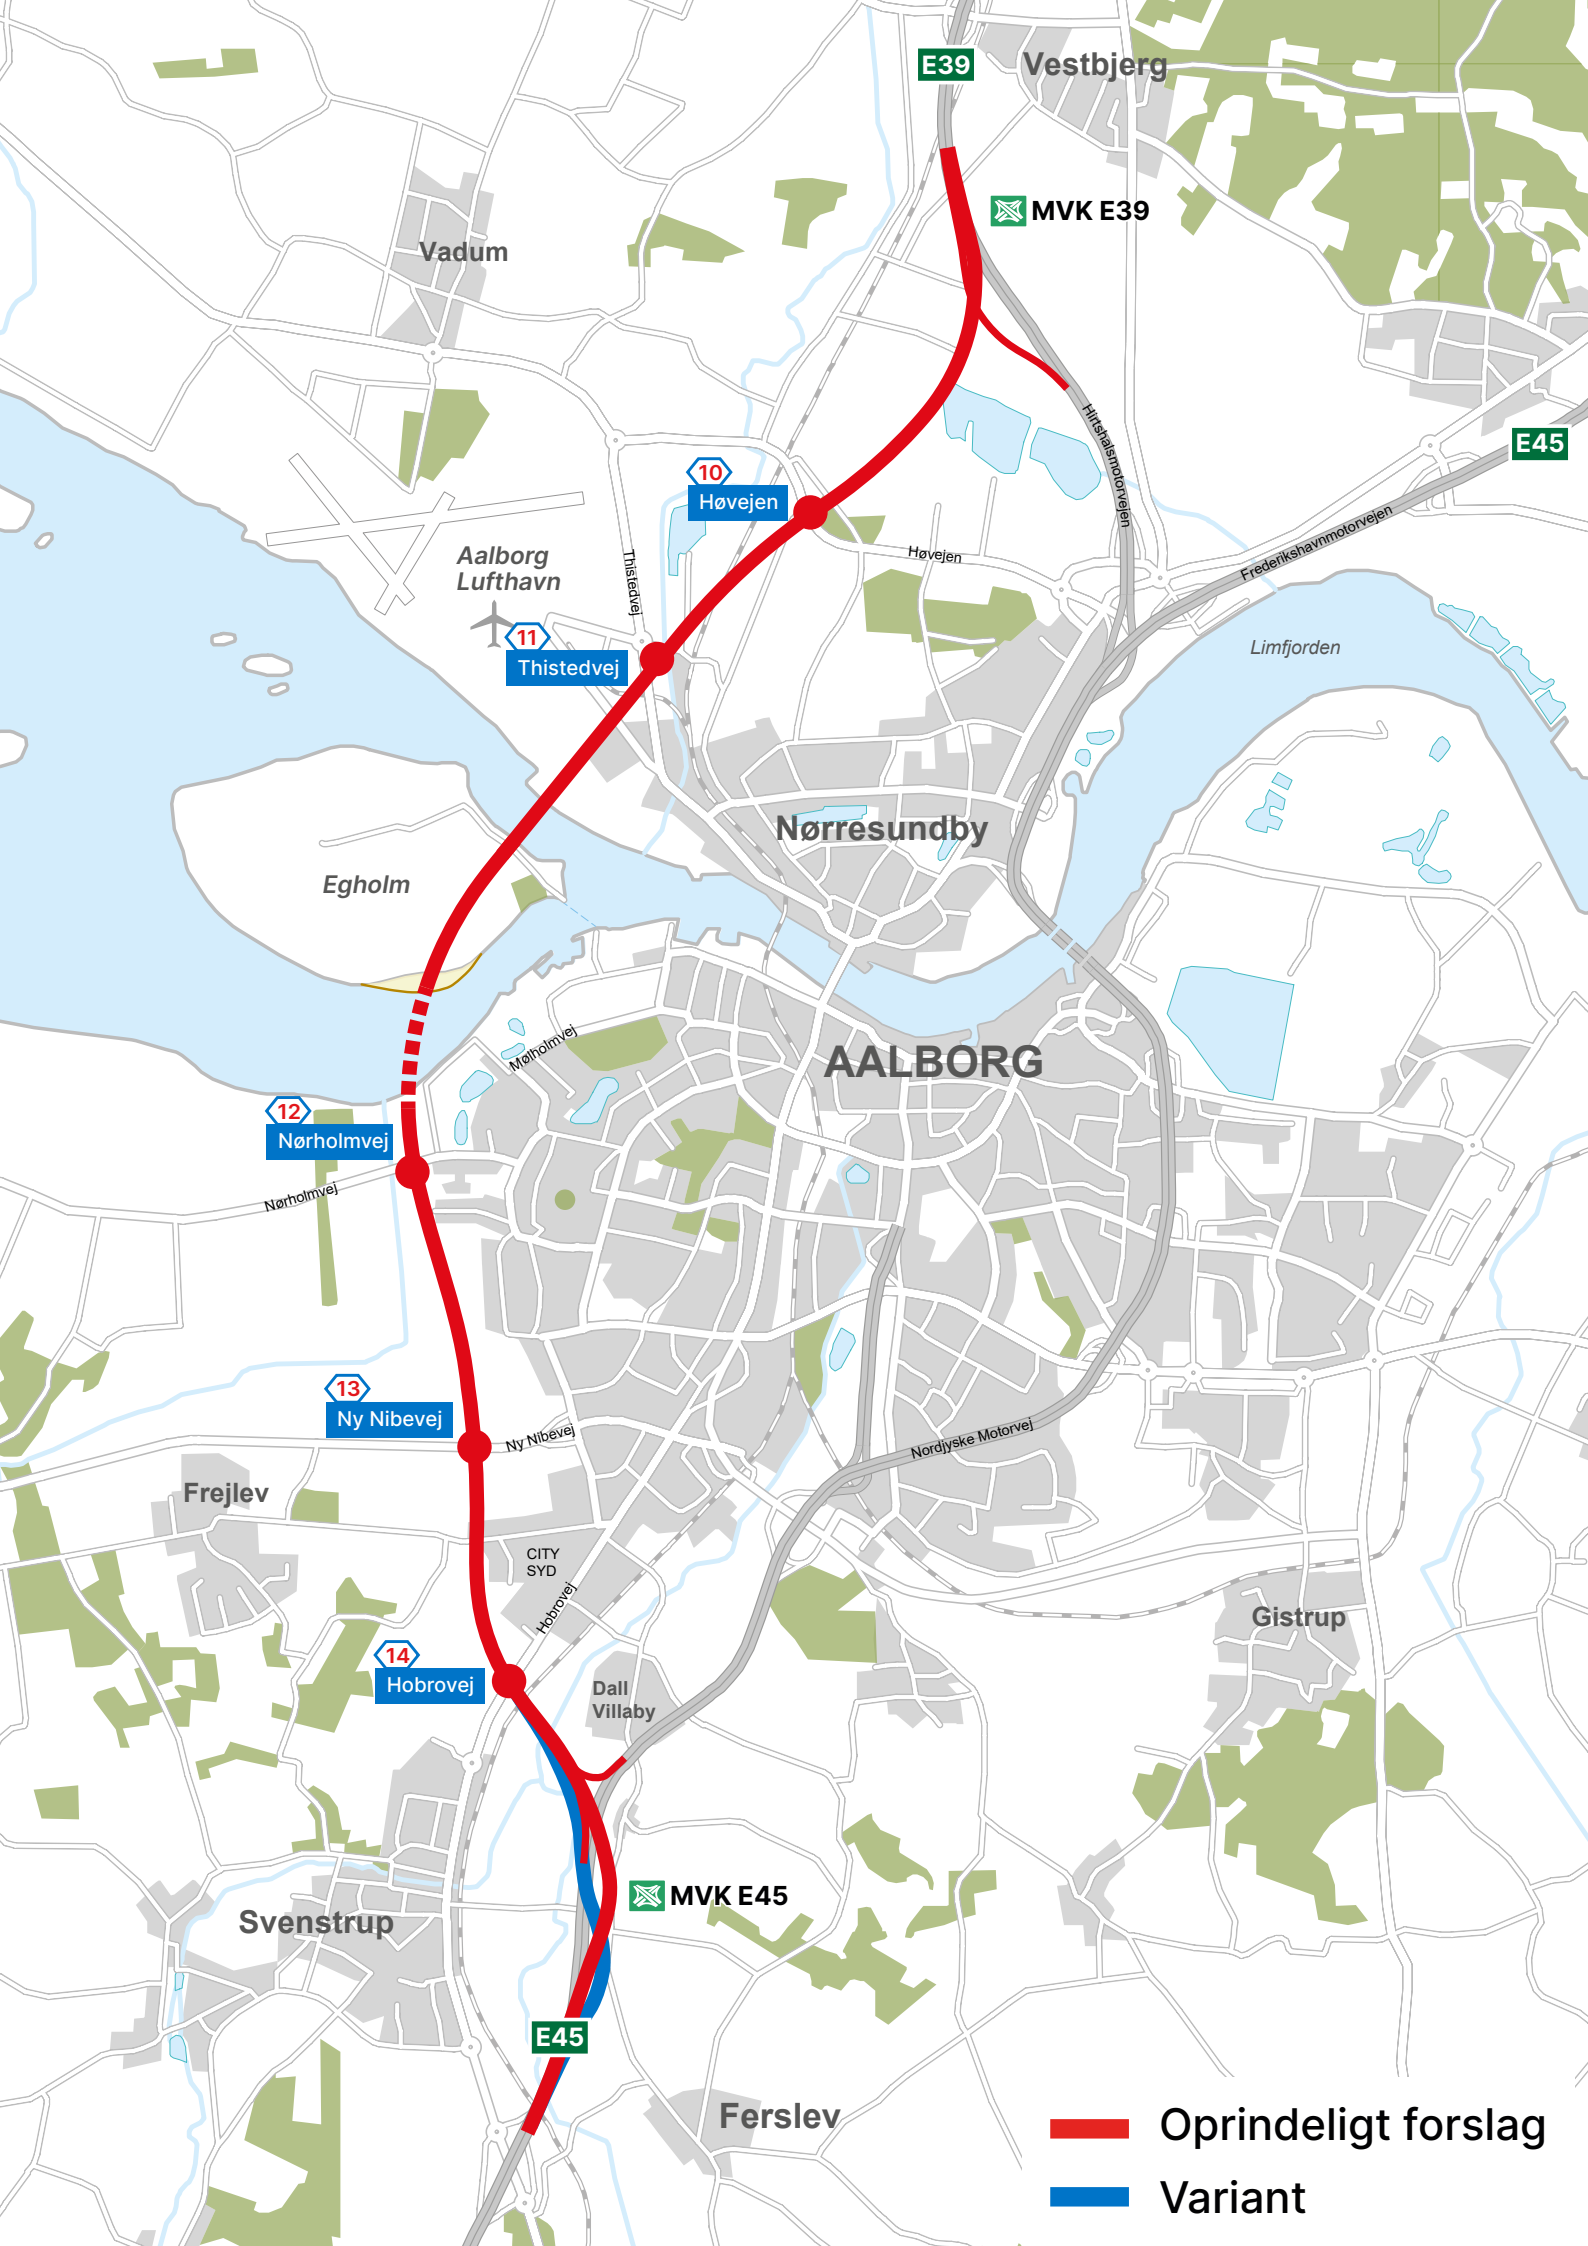 E39
Vestbjerg
MVK E39
Vadum
E45
Hirtshalsmotorvejen
10
Høvejen
Frederikshavnmotorvejen
Aalborg
Lufthavn
Thistedvej
Høvejen
11
Thistedvej
Limfjorden
Nørresundby
Egholm
Mølholmvej
AALBORG
12
Nørholmvej
Nørholmvej
13
Ny Nibevej
Ny Nibevej
Nordjyske Motorvej
Frejlev
CITY
SYD
Hobrovej
Gistrup
14
Hobrovej
Dall
Villaby
MVK E45
Svenstrup
E45
Ferslev
Oprindeligt forslag
Variant